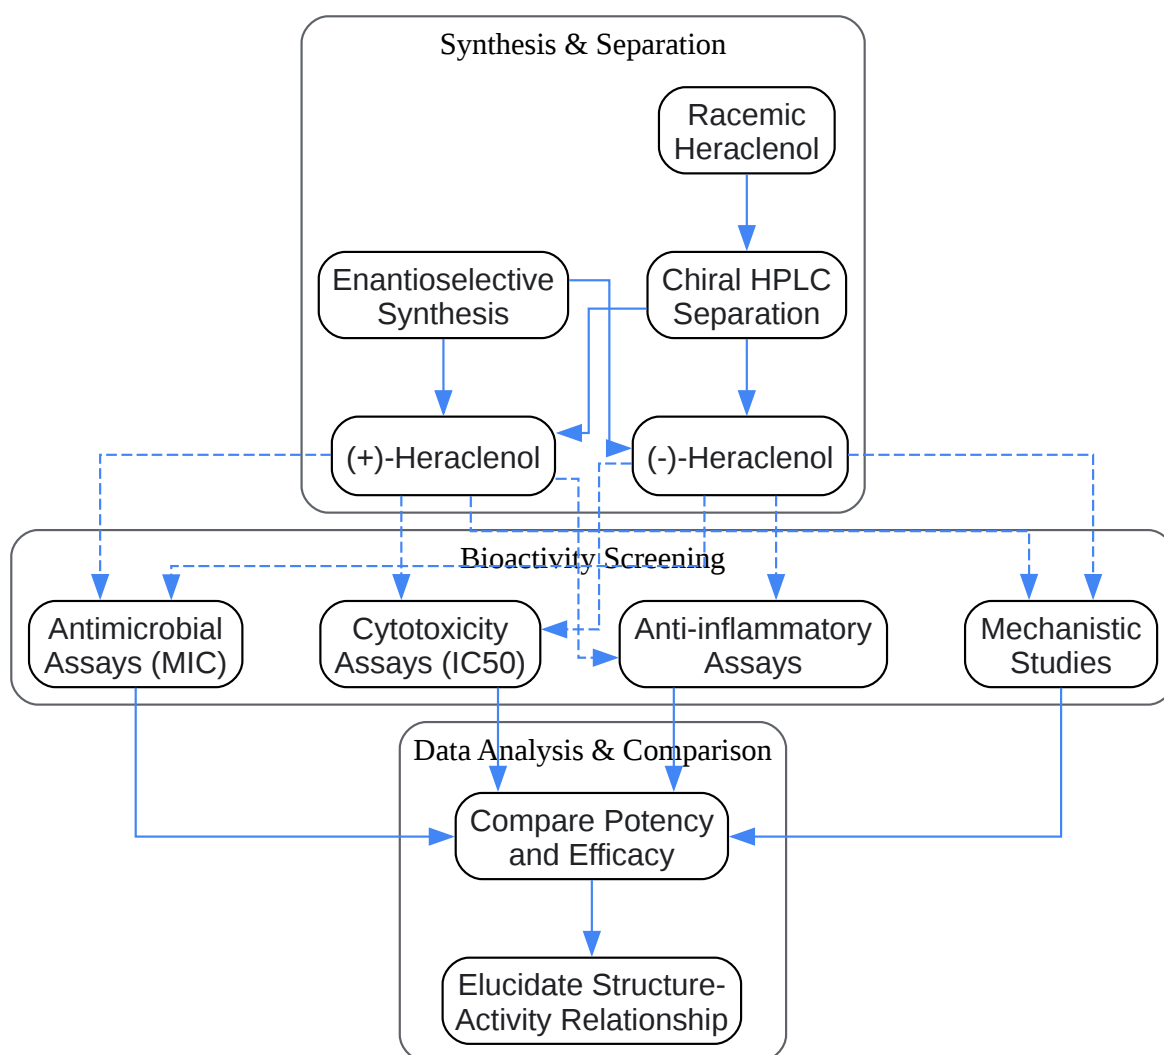 Synthesis & Separation
Racemic
Heraclenol
Enantioselective
Synthesis
Chiral HPLC
Separation
(+)-Heraclenol
(-)-Heraclenol
Bioactivity Screening
Antimicrobial
Assays (MIC)
Cytotoxicity
Assays (IC50)
Anti-inflammatory
Assays
Mechanistic
Studies
Data Analysis & Comparison
Compare Potency
and Efficacy
Elucidate Structure-
Activity Relationship